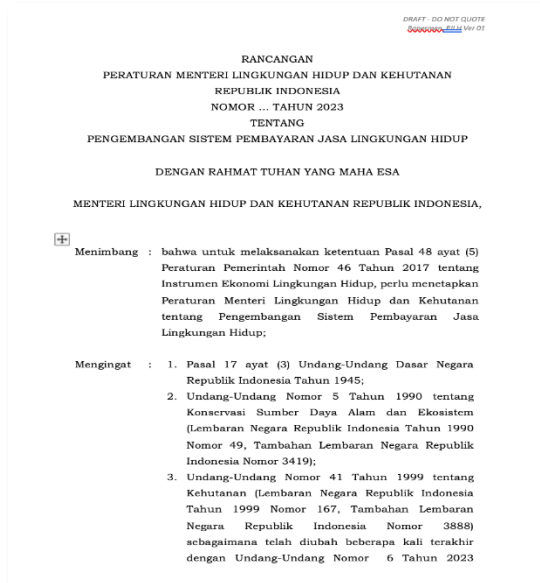 DRAFT - DO NOT QUOTE
Ver 01
RANCANGAN
PERATURAN MENTERI LINGKUNGAN HIDUP DAN KEHUTANAN
REPUBLIK INDONESIA
NOMOR ... TAHUN 2023
TENTANG
PENGEMBANGAN SISTEM PEMBAYARAN JASA LINGKUNGAN HIDUP
DENGAN RAHMAT TUHAN YANG MAHA ESA
MENTERI LINGKUNGAN HIDUP DAN KEHUTANAN REPUBLIK INDONESIA,
Menimbang : bahwa untuk melaksanakan ketentuan Pasal 48 ayat (5)
Peraturan Pemerintah Nomor 46 Tahun 2017 tentang
Instrumen Ekonomi Lingkungan Hidup, perlu menetapkan
Peraturan Menteri Lingkungan Hidup dan Kehutanan
tentang Pengembangan Sistem Pembayaran Jasa
Lingkungan Hidup;
Mengingat : 1. Pasal 17 ayat (3) Undang-Undang Dasar Negara
Republik Indonesia Tahun 1945;
2. Undang-Undang Nomor 5 Tahun 1990 tentang
Konservasi Sumber Daya Alam dan Ekosistem
(Lembaran Negara Republik Indonesia Tahun 1990
Nomor 49, Tambahan Lembaran Negara Republik
Indonesia Nomor 3419);
3. Undang-Undang Nomor 41 Tahun 1999 tentang
Kehutanan (Lembaran Negara Republik Indonesia
Tahun 1999 Nomor 167, Tambahan Lembaran
Negara Republik Indonesia Nomor 3888)
sebagaimana telah diubah beberapa kali terakhir
dengan Undang-Undang Nomor 6 Tahun 2023